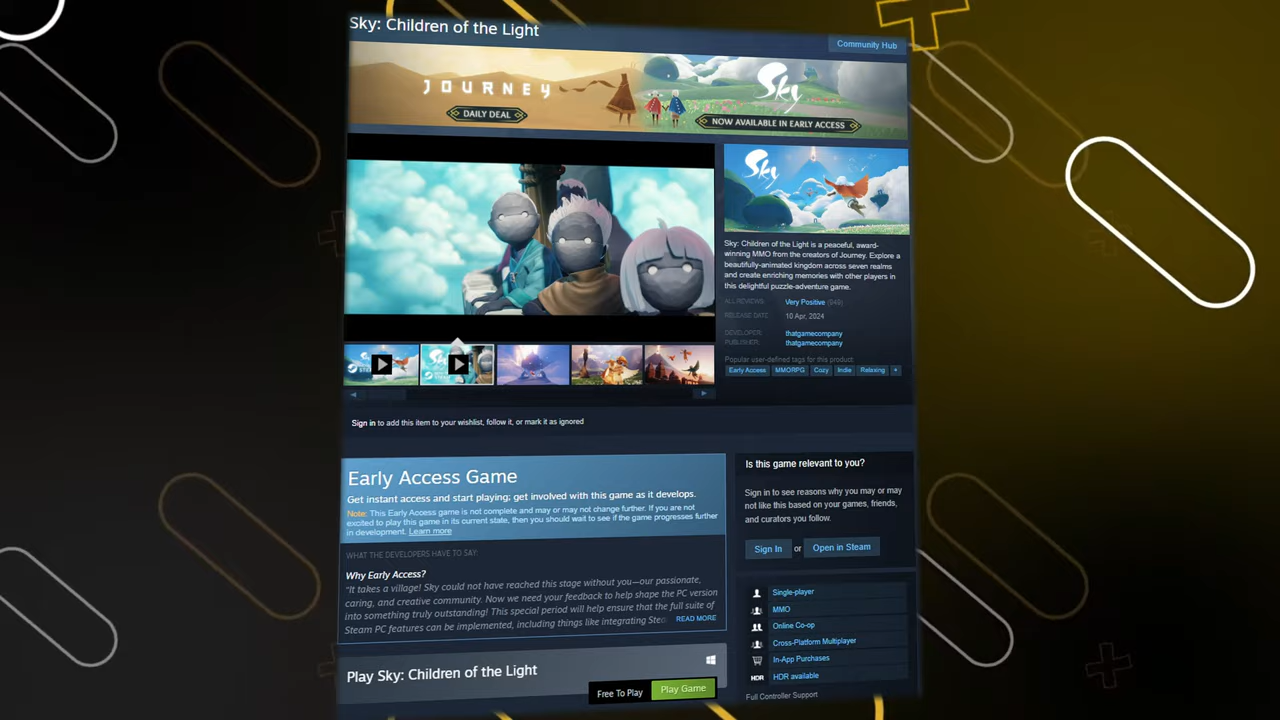 Sky: Children of the Light
Community Hub
JOURNEY
DAILY DEAL
Sky
NOW AVAILABLE IN EARLY ACCESS
Sky
Sky: Children of the Light is a peaceful, award-
winning MMO from the creators of Journey. Explore a
beautifully-animated kingdom across seven realms
and create enriching memories with other players in
this delightful puzzle-adventure game.
ALL REVIEWS: Very Positive (949)
RELEASE DATE: 10 Apr, 2024
DEVELOPER: thatgamecompany
PUBLISHER: thatgamecompany
Popular user-defined tags for this product
Early Access MMORPG Cozy Indie Relaxing +
Sign in to add this item to your wishlist, follow it, or mark it as ignored
Early Access Game
Get instant access and start playing; get involved with this game as it develops.
Note: This Early Access game is not complete and may or may not change further. If you are not
excited to play this game in its current state, then you should wait to see if the game progresses further
in development. Learn more
WHAT THE DEVELOPERS HAVE TO SAY:
Why Early Access?
"It takes a village! Sky could not have reached this stage without you—our passionate,
caring, and creative community. Now we need your feedback to help shape the PC version
into something truly outstanding! This special period will help ensure that the full suite of
Steam PC features can be implemented, including things like integrating Stea
READ MORE
Play Sky: Children of the Light
Free To Play
Play Game
Is this game relevant to you?
Sign in to see reasons why you may or may
not like this based on your games, friends,
and curators you follow.
Sign In or Open in Steam
Single-player
MMO
Online Co-op
Cross-Platform Multiplayer
In-App Purchases
HDR HDR available
Full Controller Support